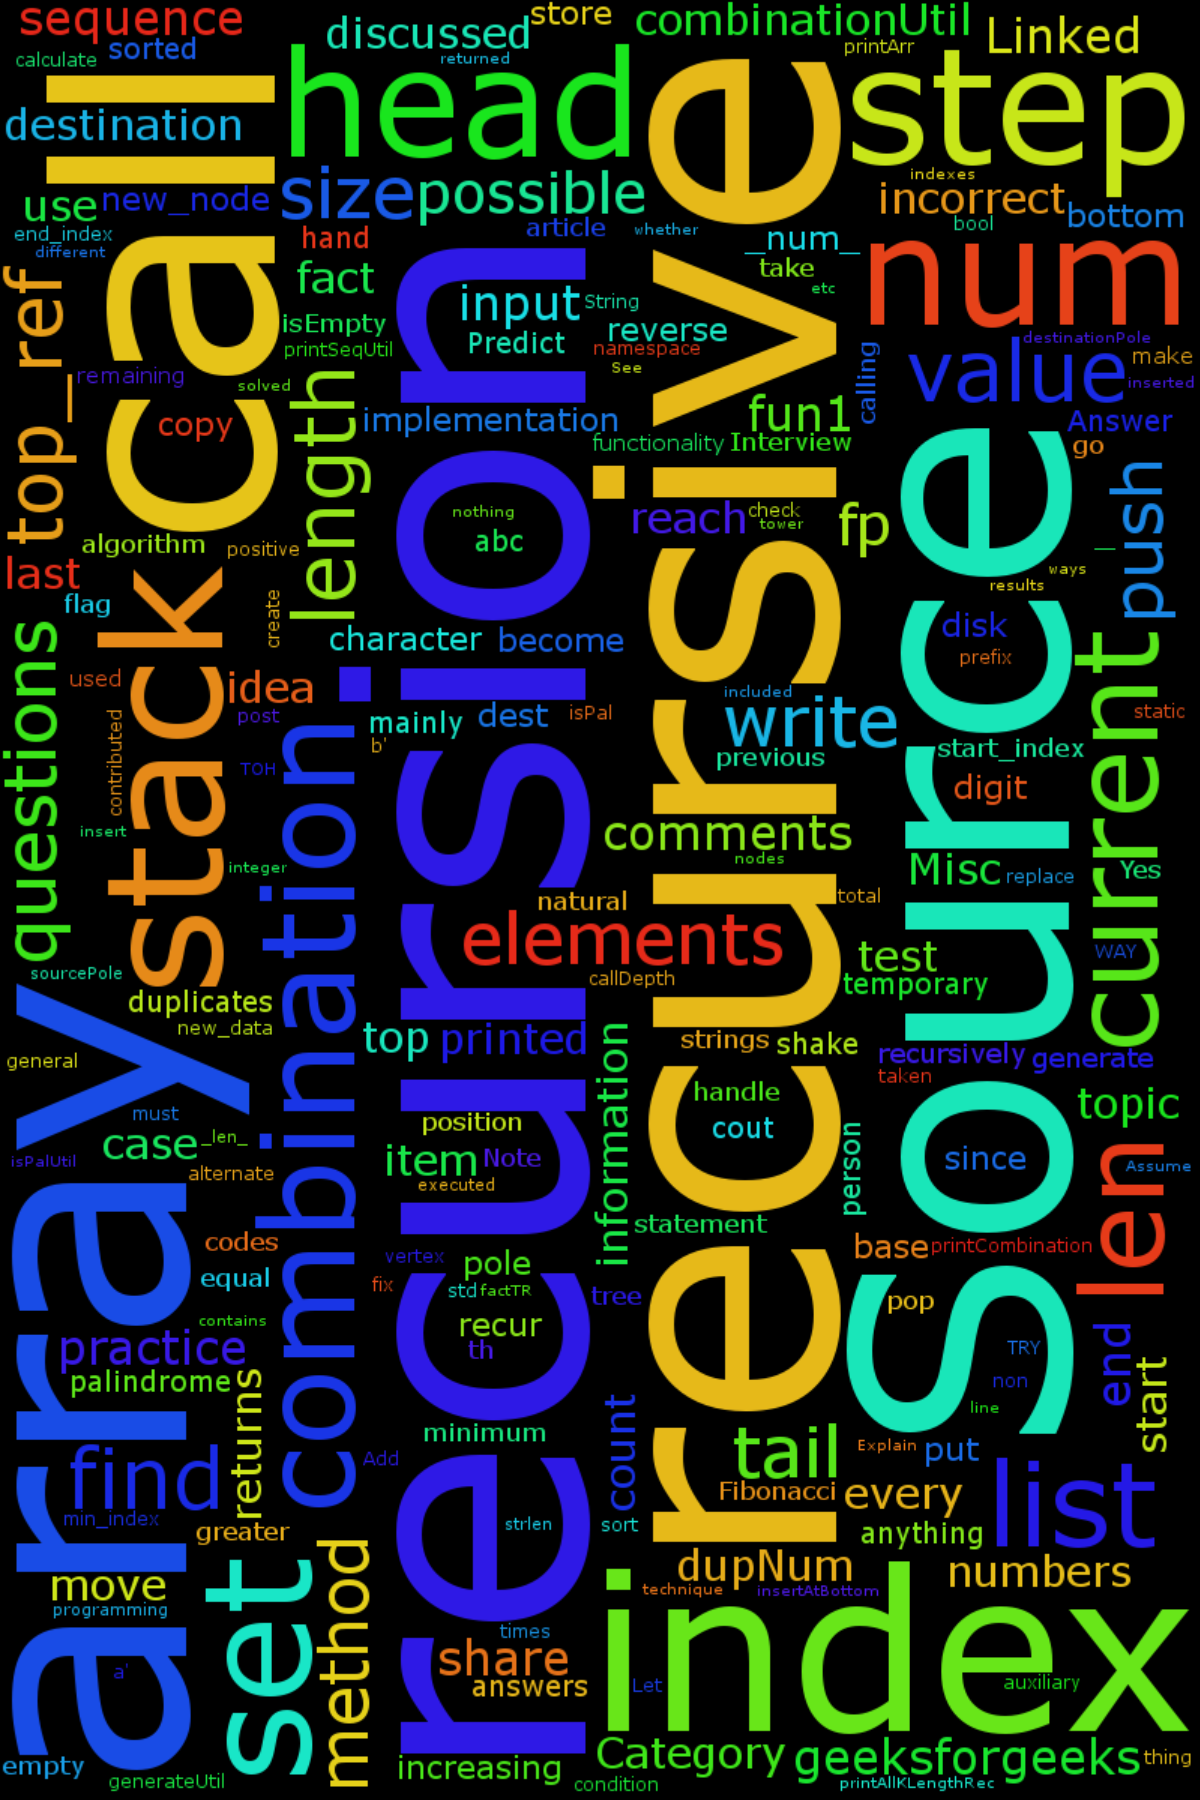 sequence
store
combinationUtil
discussed
Linked
printArr
sorted
calculate
returned
call
head
recursive
step
destination
indexes
size
possible
incorrect
new_node
use
bottom
bool
article
whether
end_index
hand
_num_
num
different
fact
take
top_ref
recursion
input
String
etc
isEmpty
reverse
Predict
destinationPole
printSeqUtil
namespace
make
value
calling
See
remaining
solved
inserted
length
copy
implementation
fun1
Answer
functionality
Interview
go
source
push
nothing
reach
check
tower
fp
abc
algorithm
positive
_
last
ways
results
stack
flag
create
questions
character
become
disk
current
prefix
used
idea
included
post
mainly
dest
isPal
write
static
contributed
combination
b'
start_index
previous
TOH
digit
insert
comments
nodes
integer
Misc
replace
Yes
natural
total
elements
test
WAY
sourcePole
callDepth
temporary
array
duplicates
new_data
top
printed
information
strings
shake
recursively
generate
general
taken
handle
must
position
cout
person
topic
case
_len_
len
isPalUtil
item
Note
since
Assume
alternate
executed
statement
codes
base
printCombination
equal
vertex
pole
fix
std
factTR
tree
pop
contains
recur
th
practice
TRY
end
palindrome
returns
non
start
count
line
minimum
tail
Explain
put
find
Add
list
Fibonacci
every
min_index
strlen
sort
anything
greater
set
method
dupNum
numbers
move
technique
insertAtBottom
index
programming
times
share
a'
answers
Let
auxiliary
empty
increasing
Category
geeksforgeeks
thing
generateUtil
condition
printAllKLengthRec